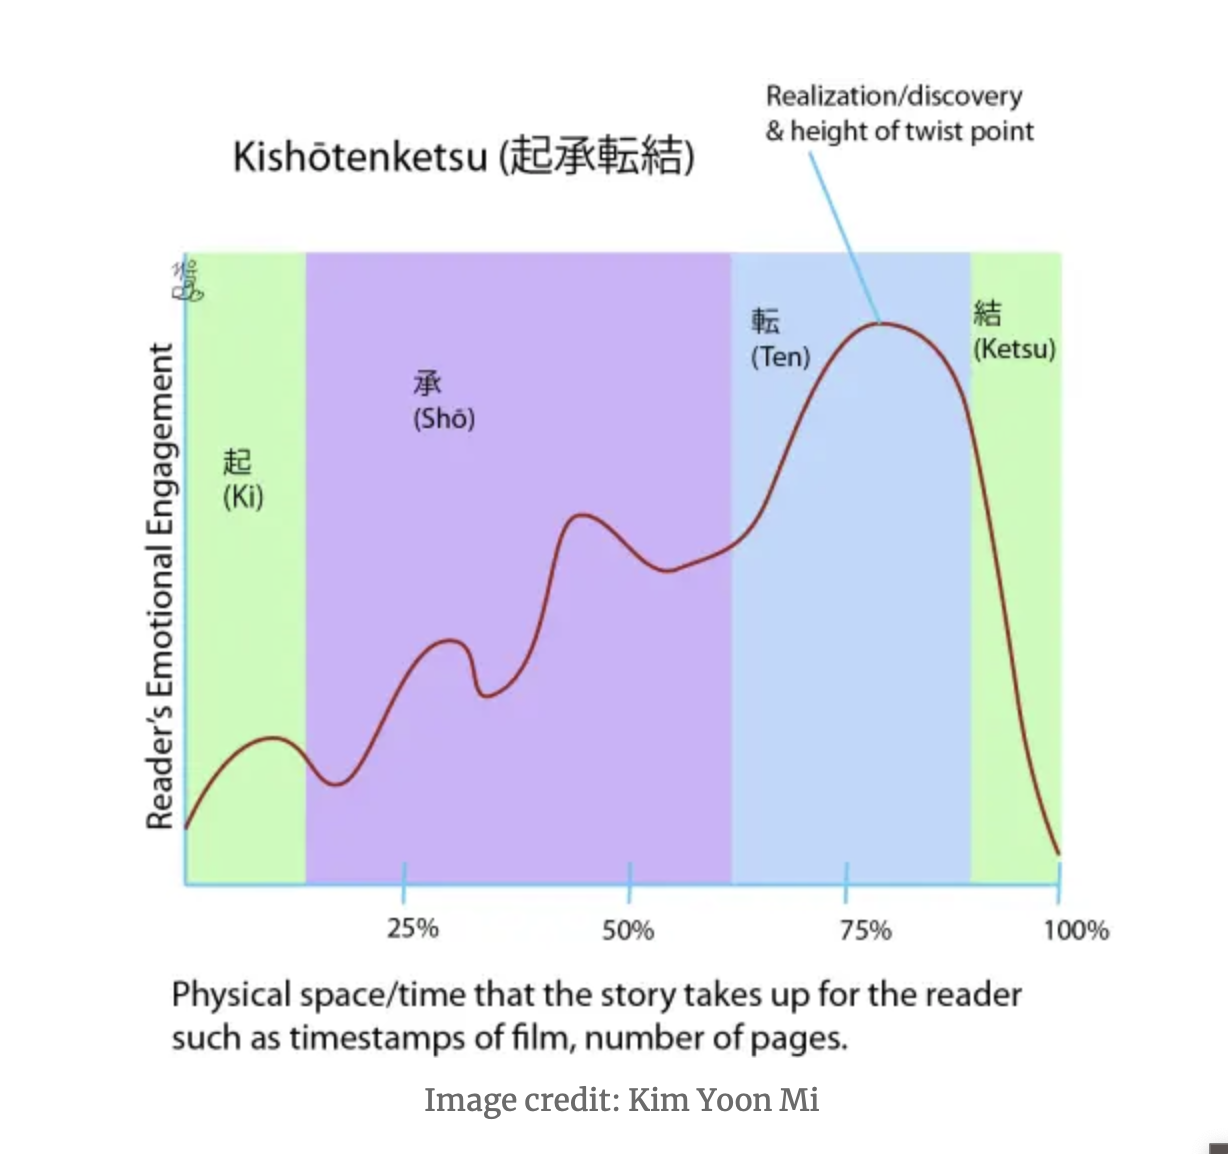 Realization/discovery
& height of twist point
Kishōtenketsu (起承転結)
転
(Ten)
結
(Ketsu)
承
(Shō)
起
(Ki)
Reader's Emotional Engagement
25%
50%
75%
100%
Physical space/time that the story takes up for the reader
such as timestamps of film, number of pages.
Image credit: Kim Yoon Mi